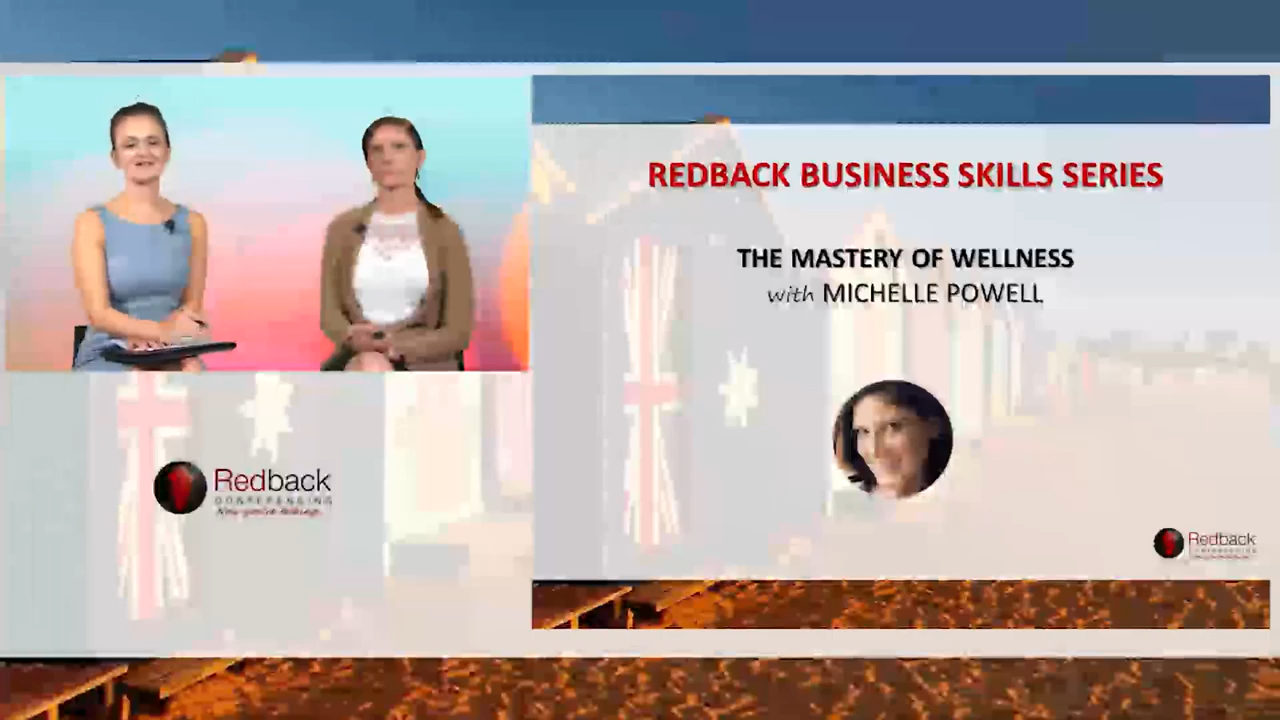 REDBACK BUSINESS SKILLS SERIES
THE MASTERY OF WELLNESS
with MICHELLE POWELL
Redback
CONFERENCING
Redback